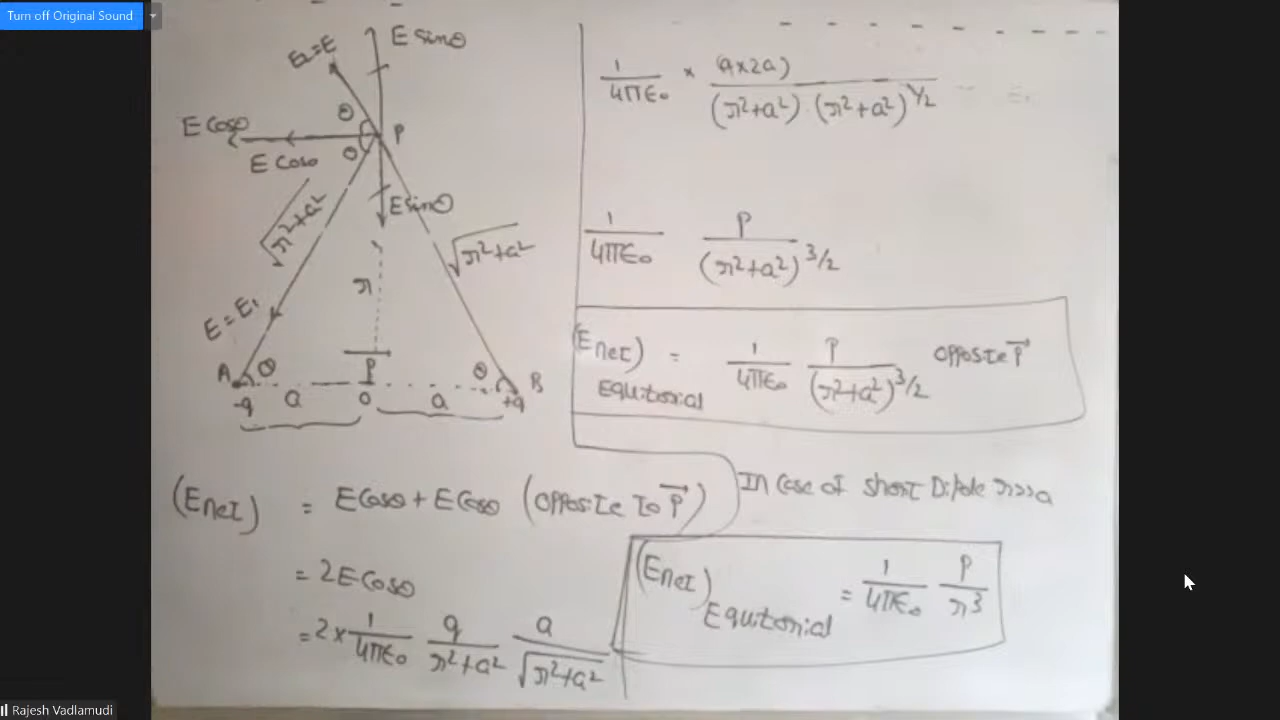 Turn off Original Sound
E₂=E
E sinθ
E Cosθ
θ
P
E Cosθ
θ
E sinθ
√r²+a²
√r²+a²
r
E = E₁
A
θ
P
θ
B
-q
a
o
a
+q
(Enet) = E Cosθ + E Cosθ (opposite to P⃗)
= 2E Cosθ
= 2 × 1/4πε₀ q/r²+a² a/√r²+a²
1/4πε₀ × (q×2a)/(r²+a²) (r²+a²)^1/2
1/4πε₀ P/(r²+a²)^3/2
(Enet) Equitorial = 1/4πε₀ P/(r²+a²)^3/2 opposite P⃗
In Case of short Dipole r>>a
(Enet) Equitorial = 1/4πε₀ P/r³
Rajesh Vadlamudi